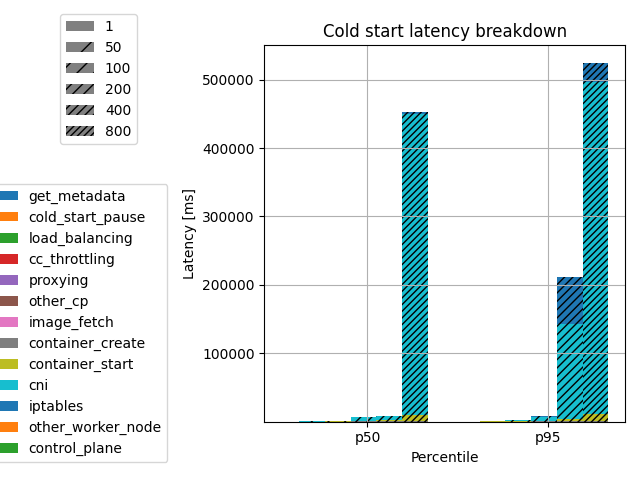 1
50
100
200
400
800
get_metadata
cold_start_pause
load_balancing
cc_throttling
proxying
other_cp
image_fetch
container_create
container_start
cni
iptables
other_worker_node
control_plane
Cold start latency breakdown
Latency [ms]
500000
400000
300000
200000
100000
p50
p95
Percentile